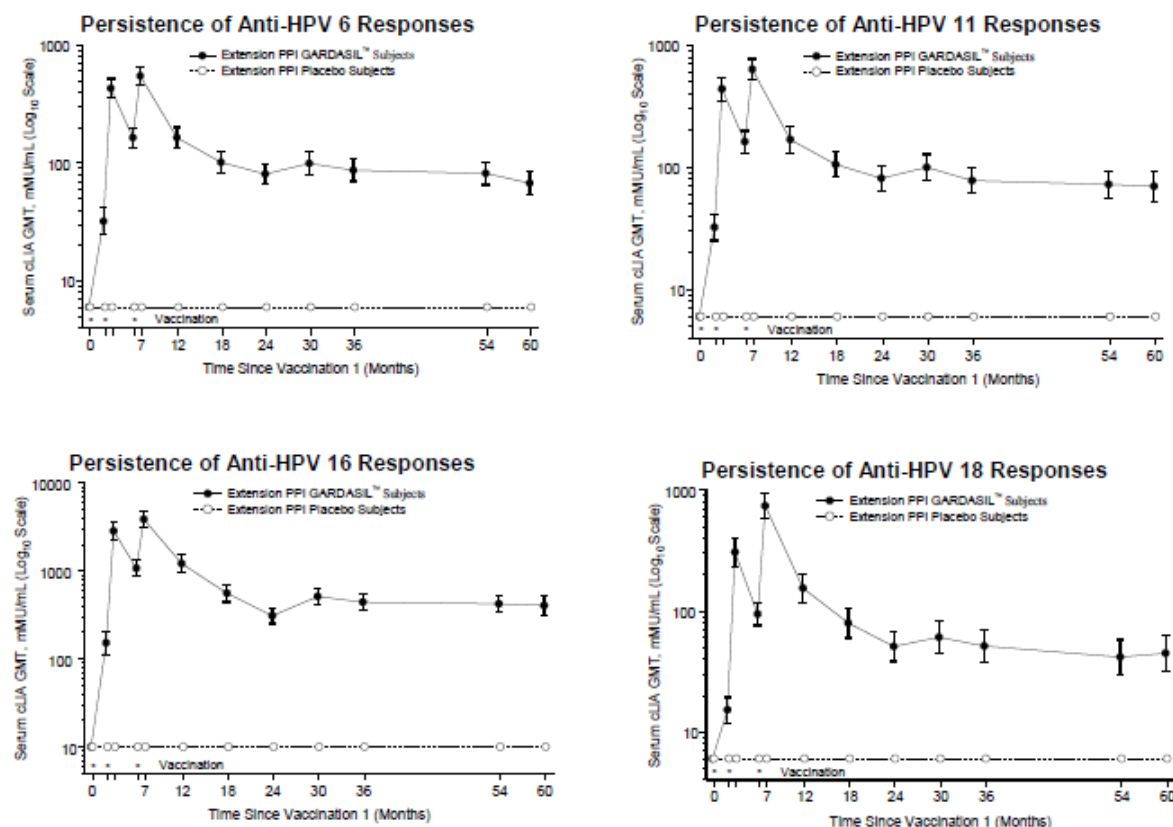 Persistence of Anti-HPV 6 Responses
Extension PPI GARDASIL™ Subjects
Extension PPI Placebo Subjects
Serum cLIA GMT, mMU/mL (Log10 Scale)
1000
100
10
* * * Vaccination
0 7 12 18 24 30 36 54 60
Time Since Vaccination 1 (Months)
Persistence of Anti-HPV 11 Responses
Extension PPI GARDASIL™ Subjects
Extension PPI Placebo Subjects
Serum cLIA GMT, mMU/mL (Log10 Scale)
1000
100
10
* * * Vaccination
0 7 12 18 24 30 36 54 60
Time Since Vaccination 1 (Months)
Persistence of Anti-HPV 16 Responses
Extension PPI GARDASIL™ Subjects
Extension PPI Placebo Subjects
Serum cLIA GMT, mMU/mL (Log10 Scale)
10000
1000
100
10
* * * Vaccination
0 7 12 18 24 30 36 54 60
Time Since Vaccination 1 (Months)
Persistence of Anti-HPV 18 Responses
Extension PPI GARDASIL™ Subjects
Extension PPI Placebo Subjects
Serum cLIA GMT, mMU/mL (Log10 Scale)
1000
100
10
* * * Vaccination
0 7 12 18 24 30 36 54 60
Time Since Vaccination 1 (Months)